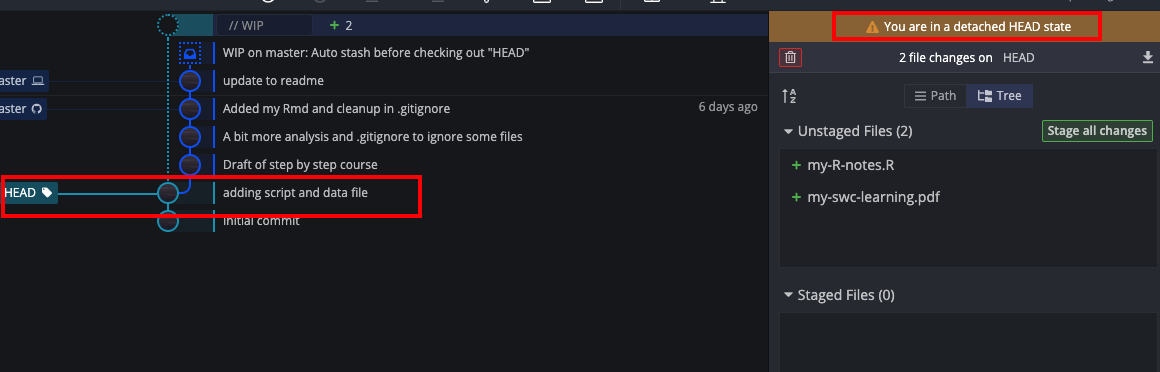 You are in a detached HEAD state
// WIP
+ 2
WIP on master: Auto stash before checking out "HEAD"
2 file changes on HEAD
aster
update to readme
aster
Added my Rmd and cleanup in .gitignore
6 days ago
A Z
Path
Tree
A bit more analysis and .gitignore to ignore some files
Unstaged Files (2)
Stage all changes
Draft of step by step course
+ my-R-notes.R
HEAD
adding script and data file
+ my-swc-learning.pdf
Initial commit
Staged Files (0)